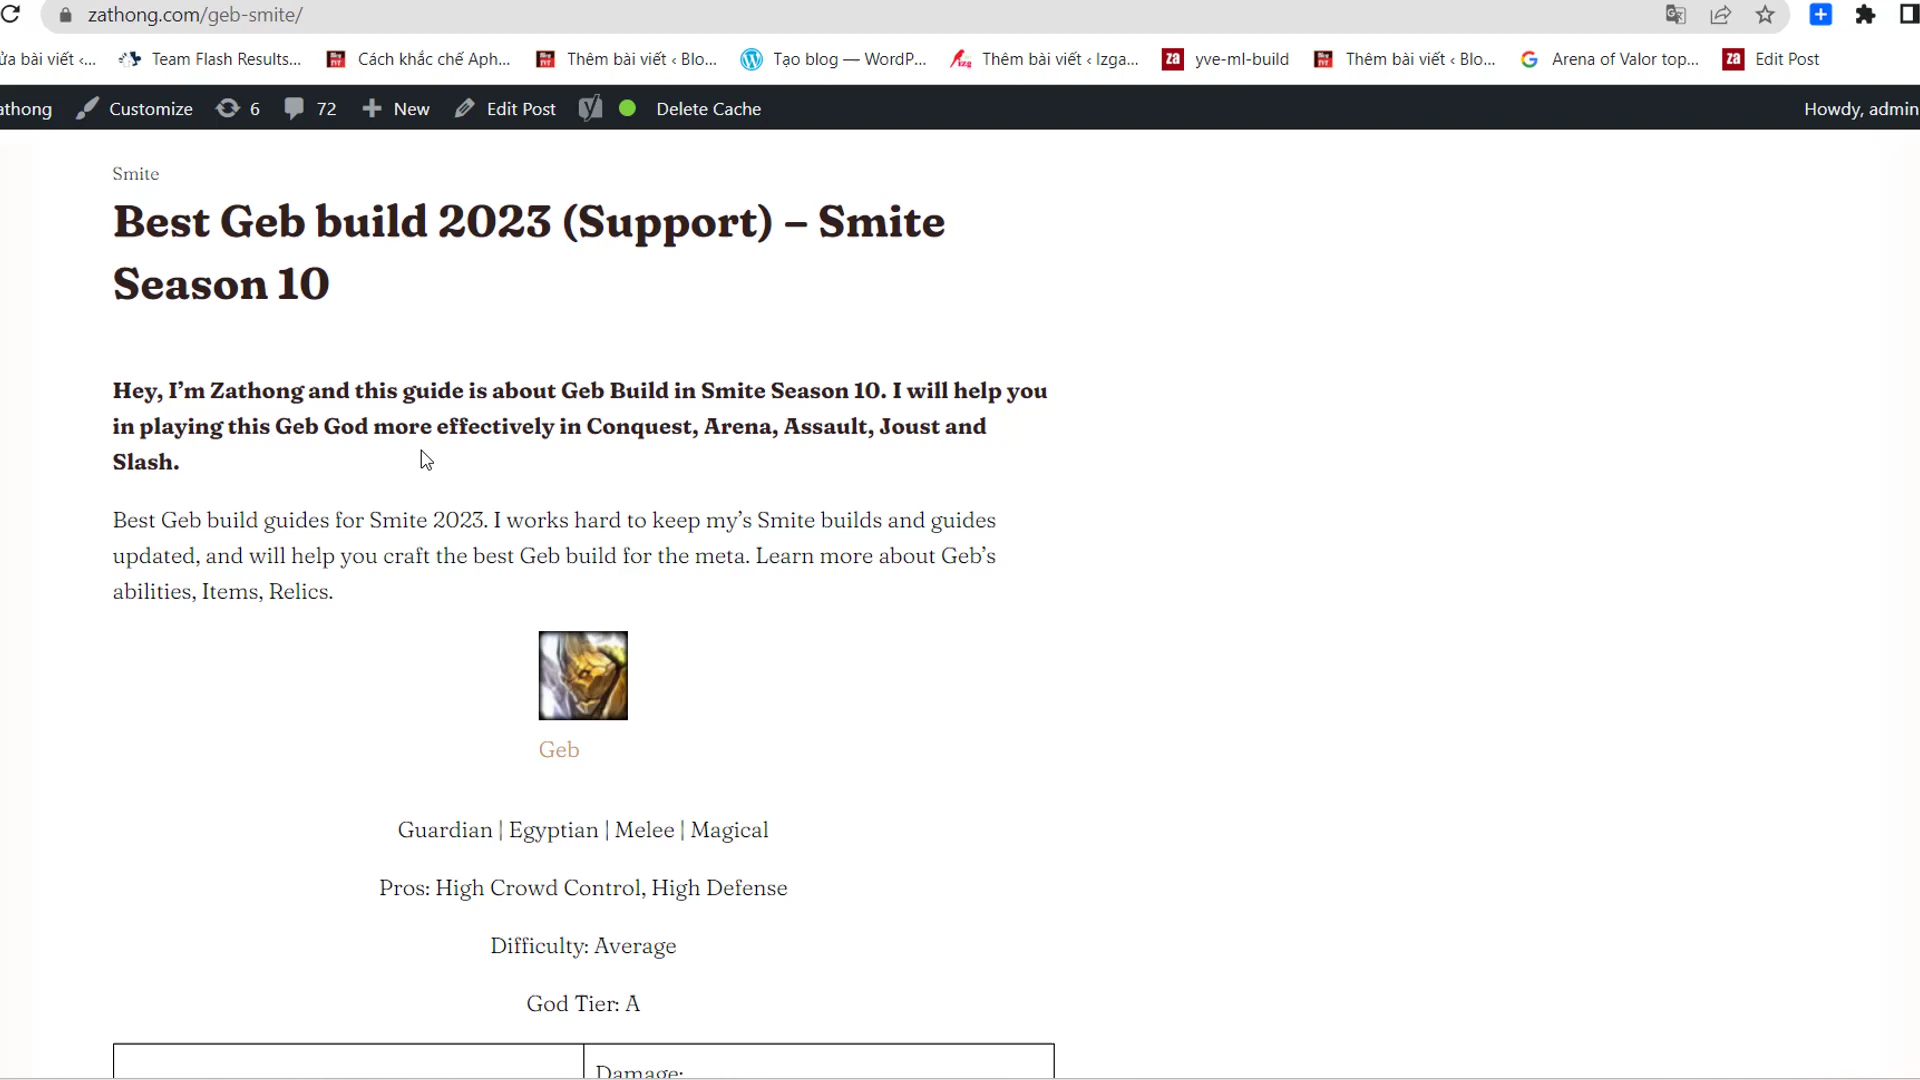 zathong.com/geb-smite/
ửa bài viết ‹... Team Flash Results... Cách khắc chế Aph... Thêm bài viết ‹ Blo... Tạo blog — WordP... Thêm bài viết ‹ lzga... yve-ml-build Thêm bài viết ‹ Blo... Arena of Valor top... Edit Post
athong Customize 6 72 New Edit Post Delete Cache Howdy, admin
Smite
Best Geb build 2023 (Support) – Smite
Season 10
Hey, I’m Zathong and this guide is about Geb Build in Smite Season 10. I will help you
in playing this Geb God more effectively in Conquest, Arena, Assault, Joust and
Slash.
Best Geb build guides for Smite 2023. I works hard to keep my’s Smite builds and guides
updated, and will help you craft the best Geb build for the meta. Learn more about Geb’s
abilities, Items, Relics.
Geb
Guardian | Egyptian | Melee | Magical
Pros: High Crowd Control, High Defense
Difficulty: Average
God Tier: A
Damage: